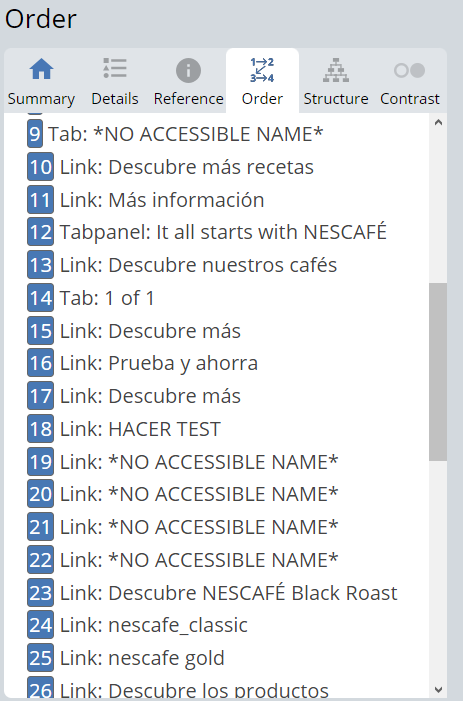 Order
Summary Details Reference Order Structure Contrast
9 Tab: *NO ACCESSIBLE NAME*
10 Link: Descubre más recetas
11 Link: Más información
12 Tabpanel: It all starts with NESCAFÉ
13 Link: Descubre nuestros cafés
14 Tab: 1 of 1
15 Link: Descubre más
16 Link: Prueba y ahorra
17 Link: Descubre más
18 Link: HACER TEST
19 Link: *NO ACCESSIBLE NAME*
20 Link: *NO ACCESSIBLE NAME*
21 Link: *NO ACCESSIBLE NAME*
22 Link: *NO ACCESSIBLE NAME*
23 Link: Descubre NESCAFÉ Black Roast
24 Link: nescafe_classic
25 Link: nescafe gold
26 Link: Descubre los productos